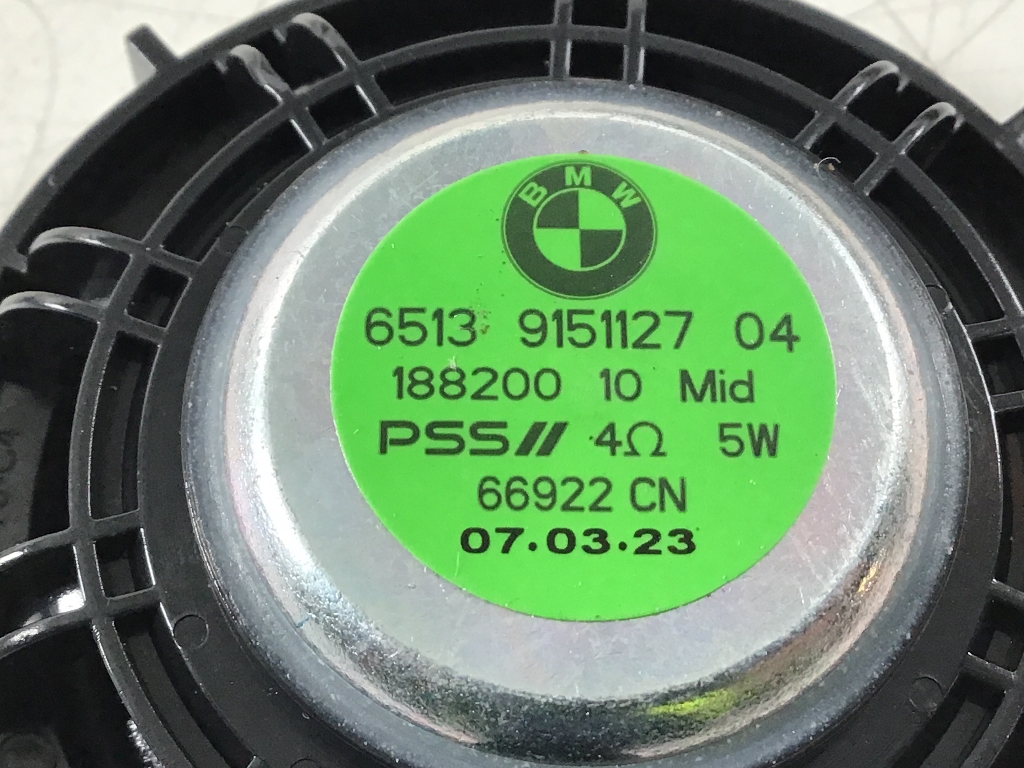 BMW
6513 9151127 04
188200 10 Mid
PSS// 4Ω 5W
66922 CN
07.03.23